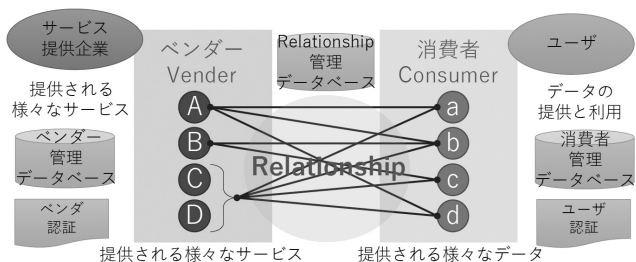 サービス
提供企業
提供される
様々なサービス
ベンダー
管理
データベース
ベンダ
認証
ベンダー
Vender
A
B
C
D
提供される様々なサービス
Relationship
管理
データベース
Relationship
消費者
Consumer
a
b
c
d
提供される様々なデータ
ユーザ
データの
提供と利用
消費者
管理
データベース
ユーザ
認証